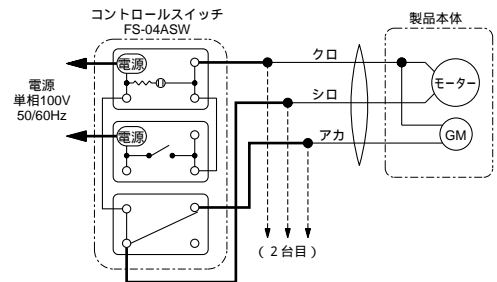 コントロールスイッチ
FS-04ASW
製品本体
電源
クロ
モーター
電源
単相100V
50/60Hz
シロ
電源
アカ
GM
(2台目)